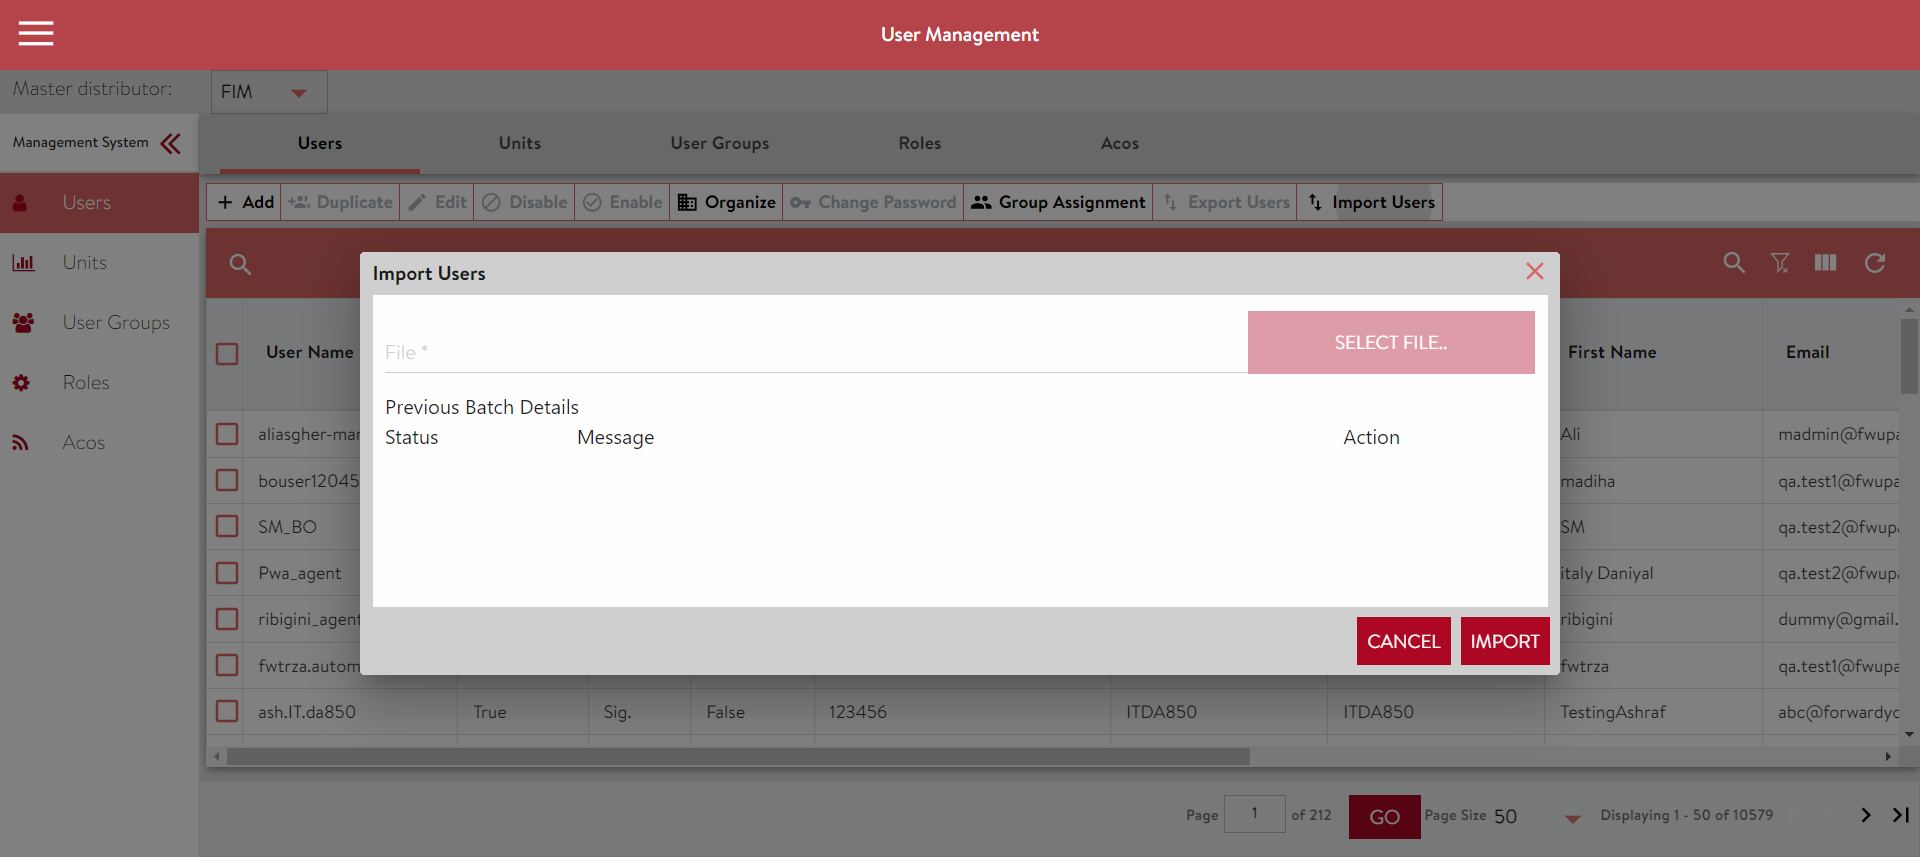 User Management
Master distributor:
FIM
Management System
Users
Units
User Groups
Roles
Acos
Users
Units
User Groups
Roles
Acos
Add
Duplicate
Edit
Disable
Enable
Organize
Change Password
Group Assignment
Export Users
Import Users
Import Users
File *
SELECT FILE..
Previous Batch Details
Status Message Action
CANCEL
IMPORT
User Name First Name Email
aliasgher-mar Ali madmin@fwupa
bouser12045 madiha qa.test1@fwupa
SM_BO SM qa.test2@fwupa
Pwa_agent italy Daniyal qa.test2@fwupa
ribigini_agent ribigini dummy@gmail.
fwtrza.autom fwtrza qa.test1@fwupa
ash.IT.da850 True Sig. False 123456 ITDA850 ITDA850 TestingAshraf abc@forwardyo
Page 1 of 212 GO Page Size 50 Displaying 1 - 50 of 10579